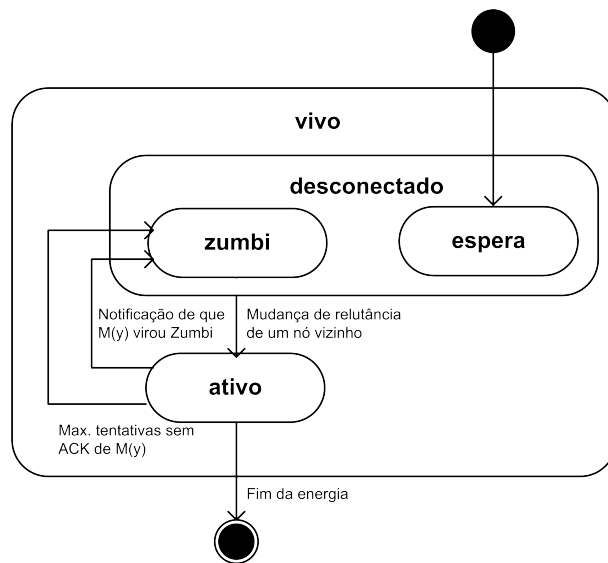 vivo
desconectado
zumbi
espera
Notificação de que
M(y) virou Zumbi
Mudança de relutância
de um nó vizinho
ativo
Max. tentativas sem
ACK de M(y)
Fim da energia